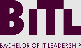 BITL
BACHELOR OF IT LEADERSHIP